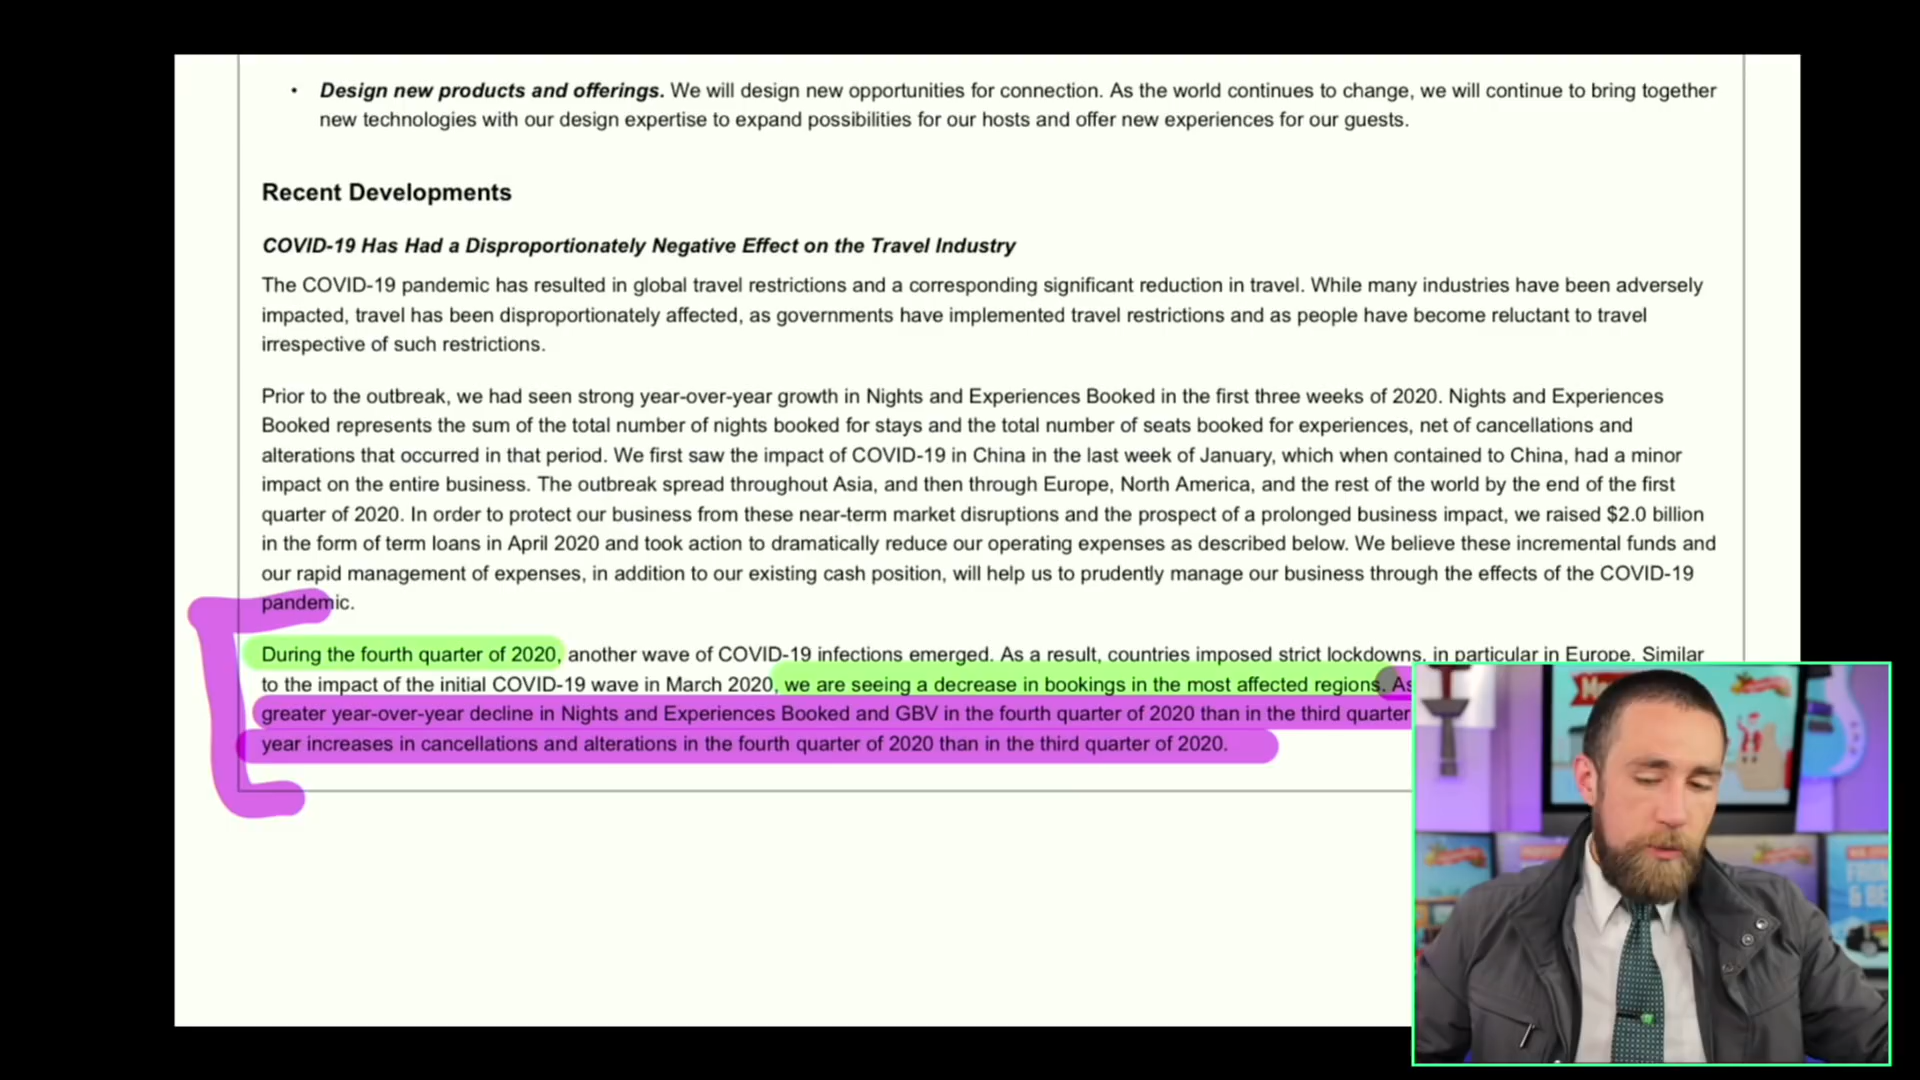 • Design new products and offerings. We will design new opportunities for connection. As the world continues to change, we will continue to bring together
new technologies with our design expertise to expand possibilities for our hosts and offer new experiences for our guests.
Recent Developments
COVID-19 Has Had a Disproportionately Negative Effect on the Travel Industry
The COVID-19 pandemic has resulted in global travel restrictions and a corresponding significant reduction in travel. While many industries have been adversely
impacted, travel has been disproportionately affected, as governments have implemented travel restrictions and as people have become reluctant to travel
irrespective of such restrictions.
Prior to the outbreak, we had seen strong year-over-year growth in Nights and Experiences Booked in the first three weeks of 2020. Nights and Experiences
Booked represents the sum of the total number of nights booked for stays and the total number of seats booked for experiences, net of cancellations and
alterations that occurred in that period. We first saw the impact of COVID-19 in China in the last week of January, which when contained to China, had a minor
impact on the entire business. The outbreak spread throughout Asia, and then through Europe, North America, and the rest of the world by the end of the first
quarter of 2020. In order to protect our business from these near-term market disruptions and the prospect of a prolonged business impact, we raised $2.0 billion
in the form of term loans in April 2020 and took action to dramatically reduce our operating expenses as described below. We believe these incremental funds and
our rapid management of expenses, in addition to our existing cash position, will help us to prudently manage our business through the effects of the COVID-19
pandemic.
During the fourth quarter of 2020, another wave of COVID-19 infections emerged. As a result, countries imposed strict lockdowns, in particular in Europe. Similar
to the impact of the initial COVID-19 wave in March 2020, we are seeing a decrease in bookings in the most affected regions. As
greater year-over-year decline in Nights and Experiences Booked and GBV in the fourth quarter of 2020 than in the third quarter
year increases in cancellations and alterations in the fourth quarter of 2020 than in the third quarter of 2020.